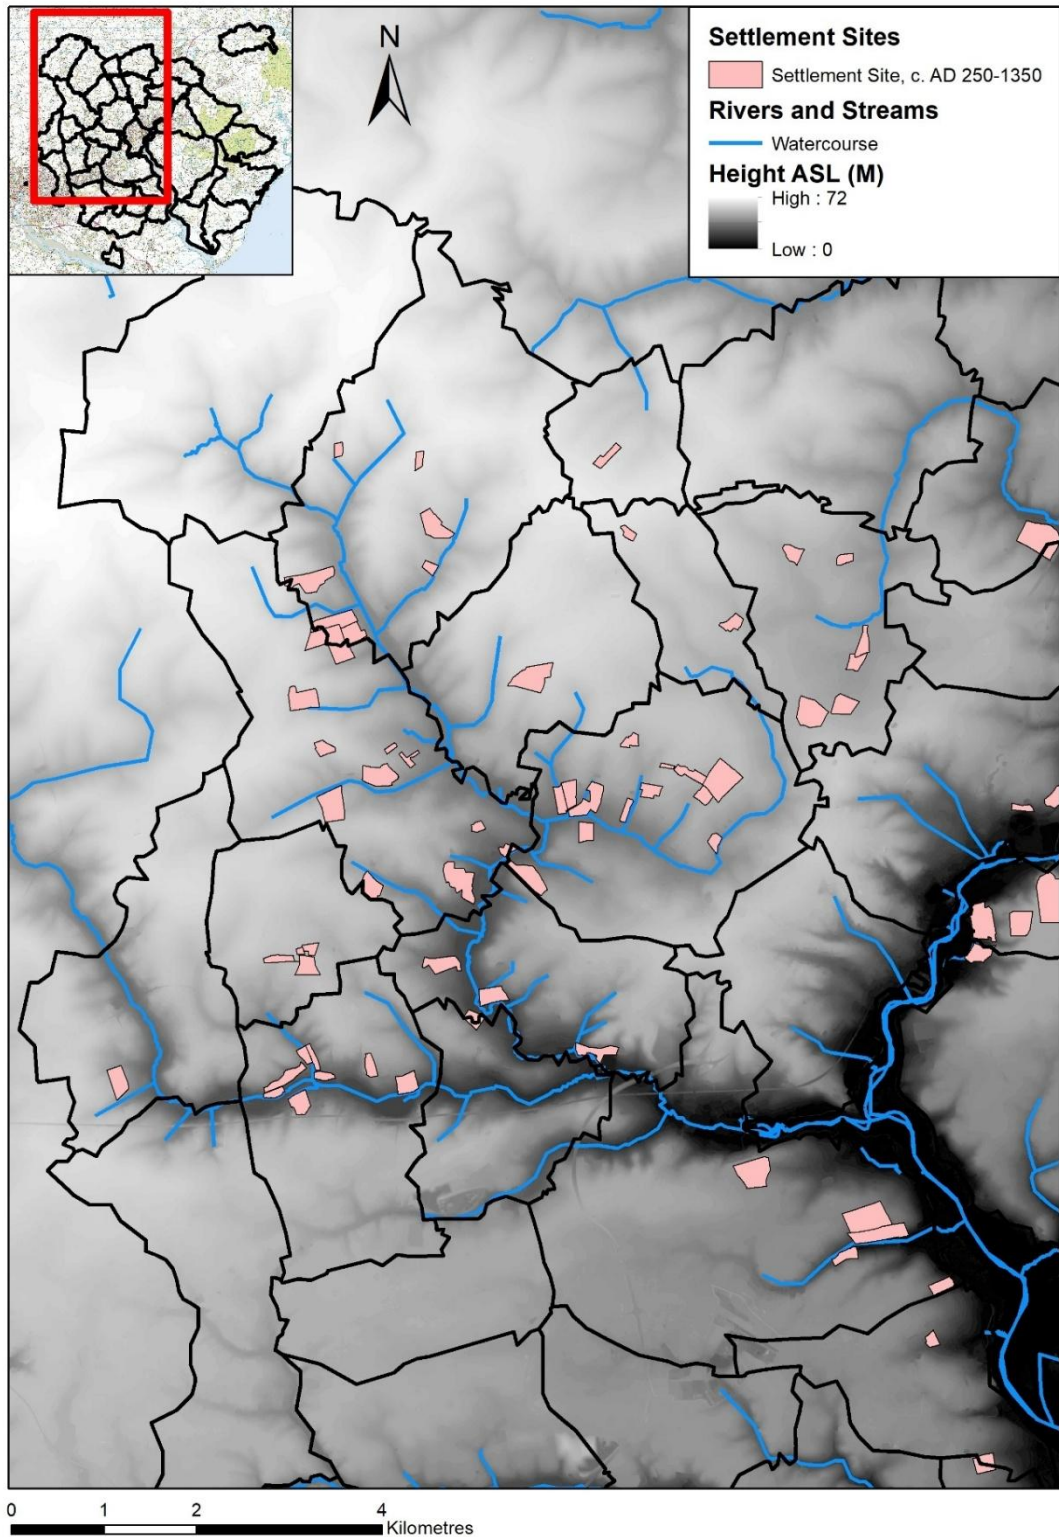 N
Settlement Sites
Settlement Site, c. AD 250-1350
Rivers and Streams
Watercourse
Height ASL (M)
High : 72
Low : 0
0 1 2 4
Kilometres